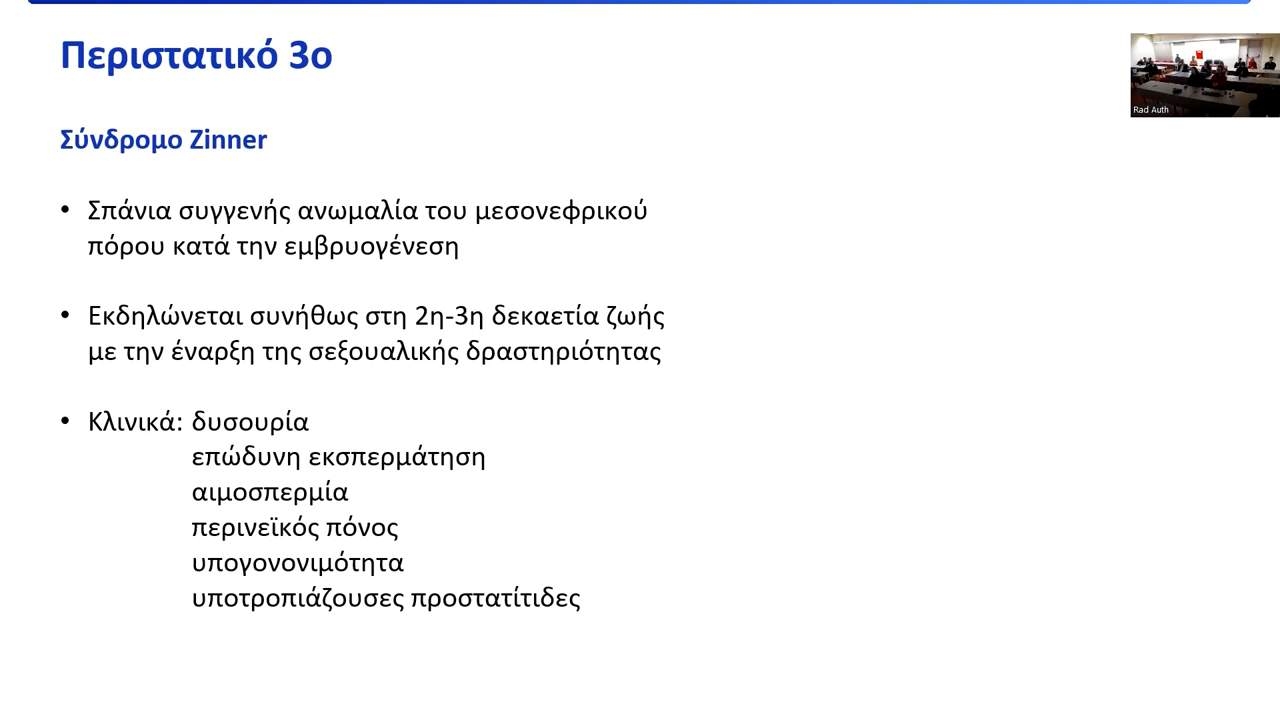 Περιστατικό 3ο
Rad Auth
Σύνδρομο Zinner
• Σπάνια συγγενής ανωμαλία του μεσονεφρικού
πόρου κατά την εμβρυογένεση
• Εκδηλώνεται συνήθως στη 2η-3η δεκαετία ζωής
με την έναρξη της σεξουαλικής δραστηριότητας
• Κλινικά: δυσουρία
επώδυνη εκσπερμάτηση
αιμοσπερμία
περινεϊκός πόνος
υπογονονιμότητα
υποτροπιάζουσες προστατίτιδες